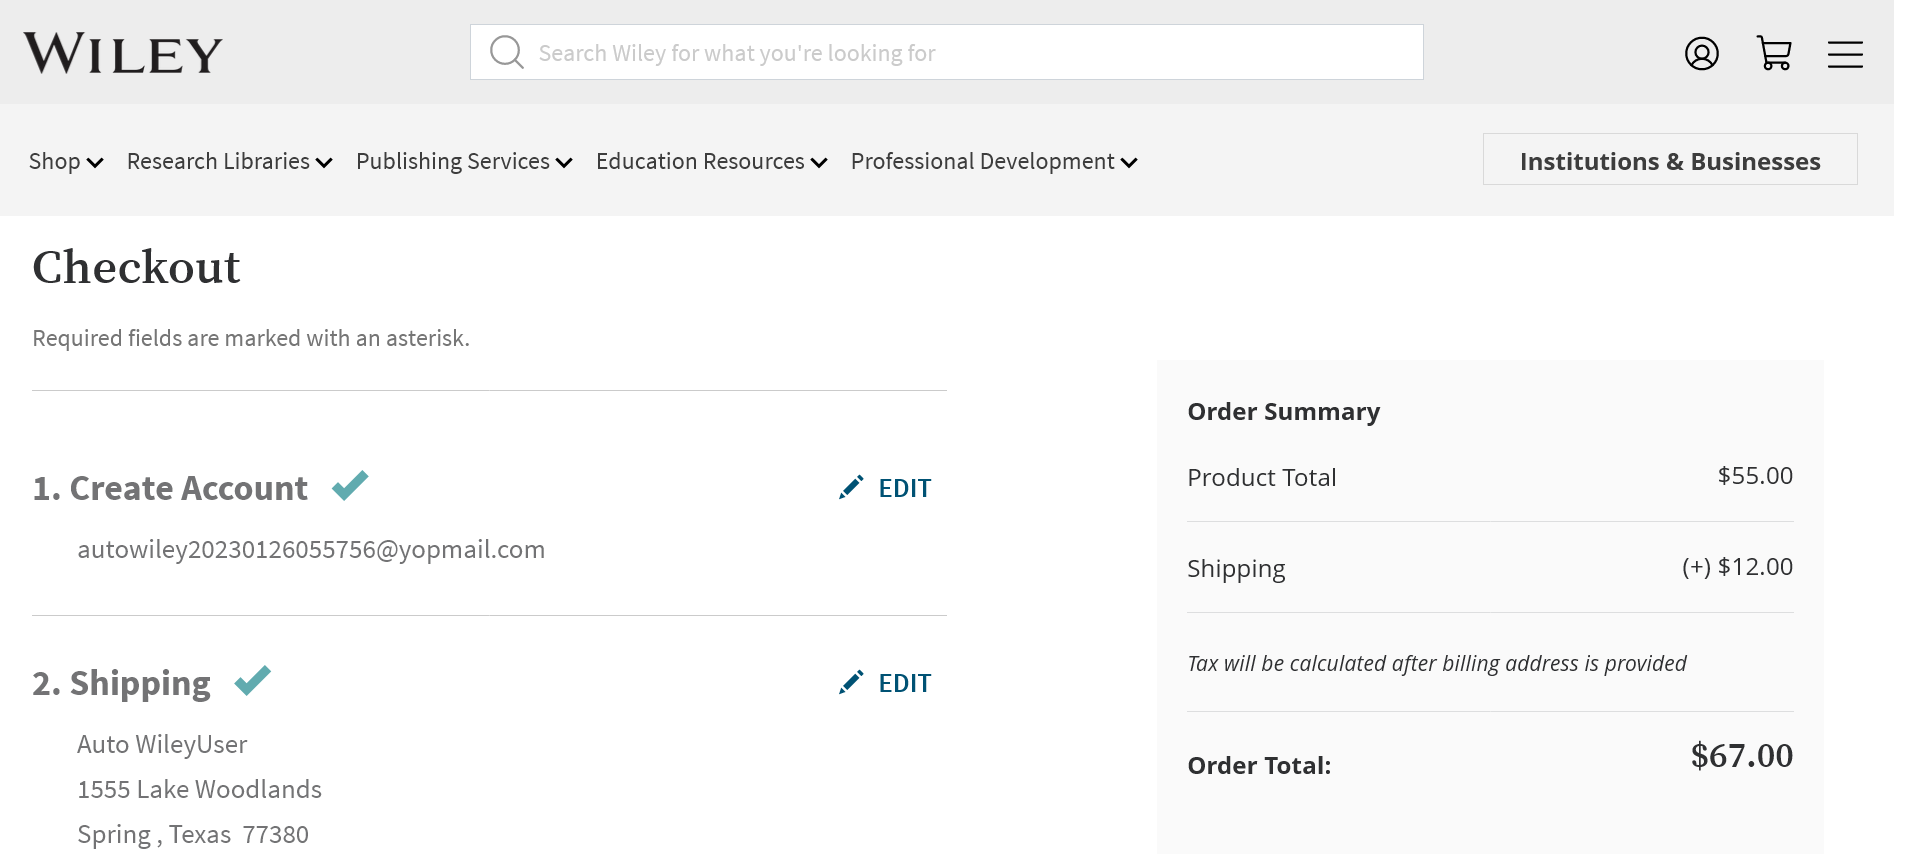 WILEY
Search Wiley for what you're looking for
Shop Research Libraries Publishing Services Education Resources Professional Development
Institutions & Businesses
Checkout
Required fields are marked with an asterisk.
1. Create Account
EDIT
autowiley20230126055756@yopmail.com
2. Shipping
EDIT
Auto WileyUser
1555 Lake Woodlands
Spring , Texas 77380
Order Summary
Product Total $55.00
Shipping (+) $12.00
Tax will be calculated after billing address is provided
Order Total: $67.00